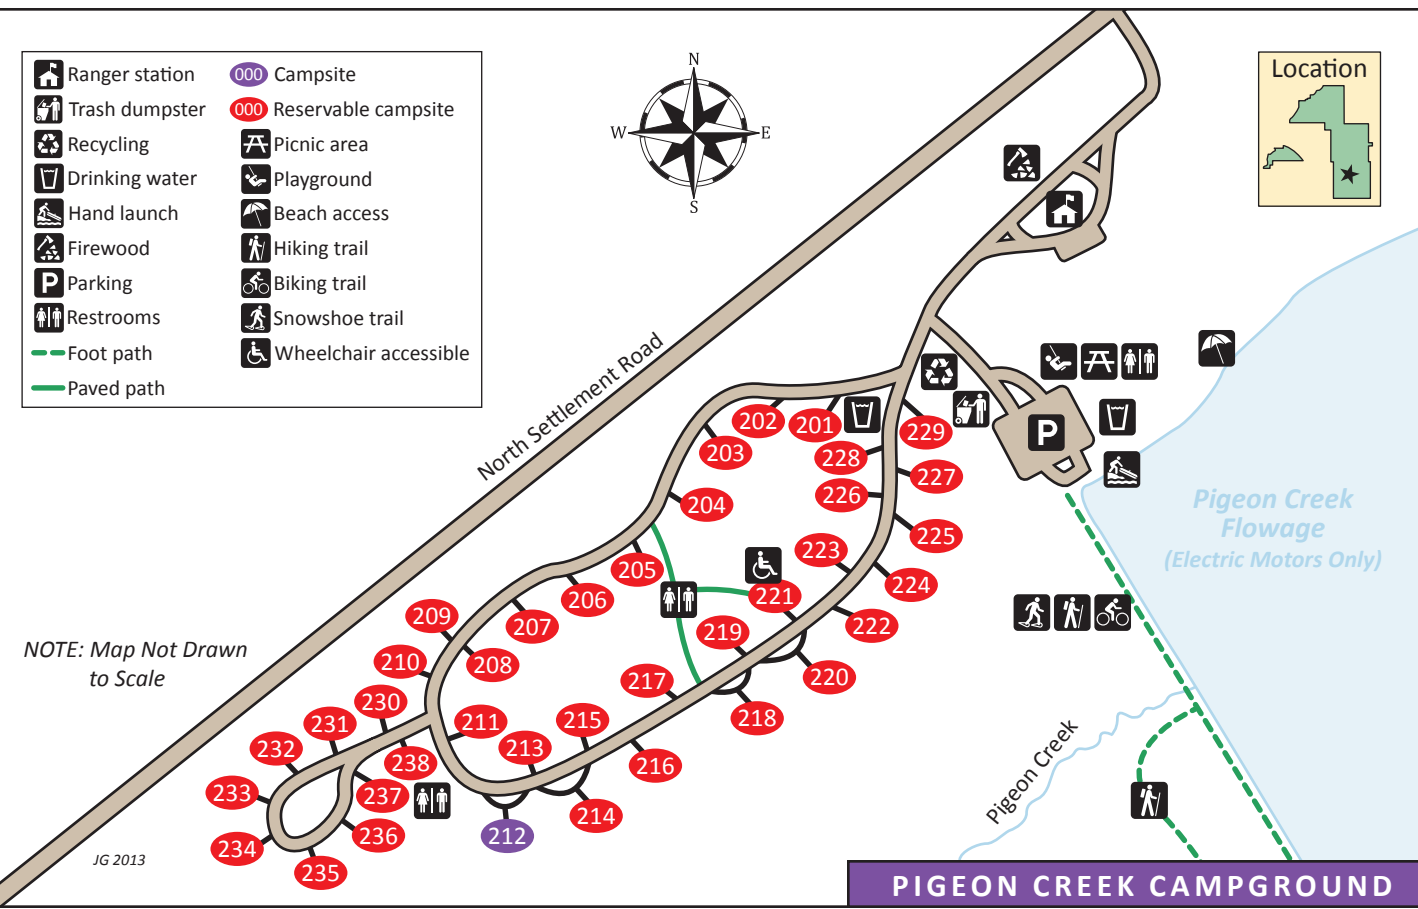 N
W
E
S
Ranger station
Trash dumpster
Recycling
Drinking water
Hand launch
Firewood
P Parking
Restrooms
Foot path
Paved path
000 Campsite
000 Reservable campsite
Picnic area
Playground
Beach access
Hiking trail
Biking trail
Snowshoe trail
Wheelchair accessible
Location
North Settlement Road
P
202
201
203
229
228
227
226
204
225
223
205
224
206
221
209
207
222
219
208
210
220
217
230
218
231
211
215
232
213
238
216
233
237
214
236
212
234
235
Pigeon Creek
Flowage
(Electric Motors Only)
Pigeon Creek
NOTE: Map Not Drawn
to Scale
JG 2013
PIGEON CREEK CAMPGROUND